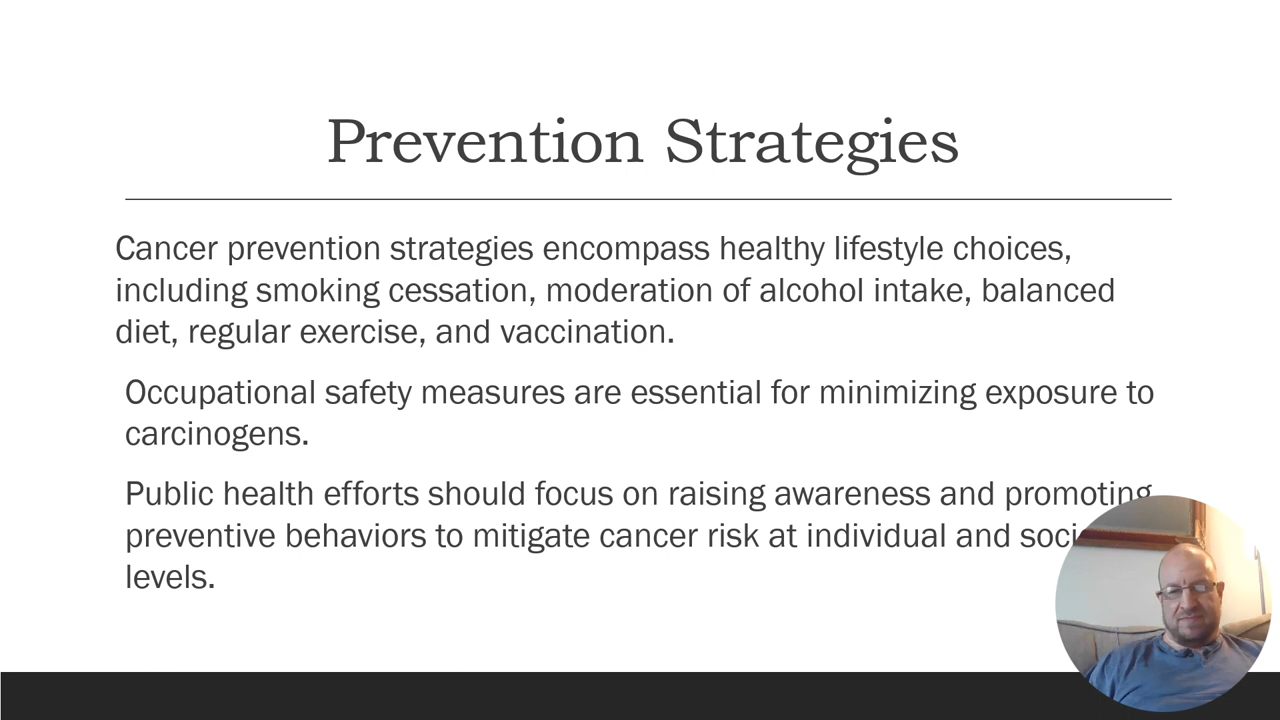 Prevention Strategies
Cancer prevention strategies encompass healthy lifestyle choices,
including smoking cessation, moderation of alcohol intake, balanced
diet, regular exercise, and vaccination.
Occupational safety measures are essential for minimizing exposure to
carcinogens.
Public health efforts should focus on raising awareness and promoting
preventive behaviors to mitigate cancer risk at individual and
levels.